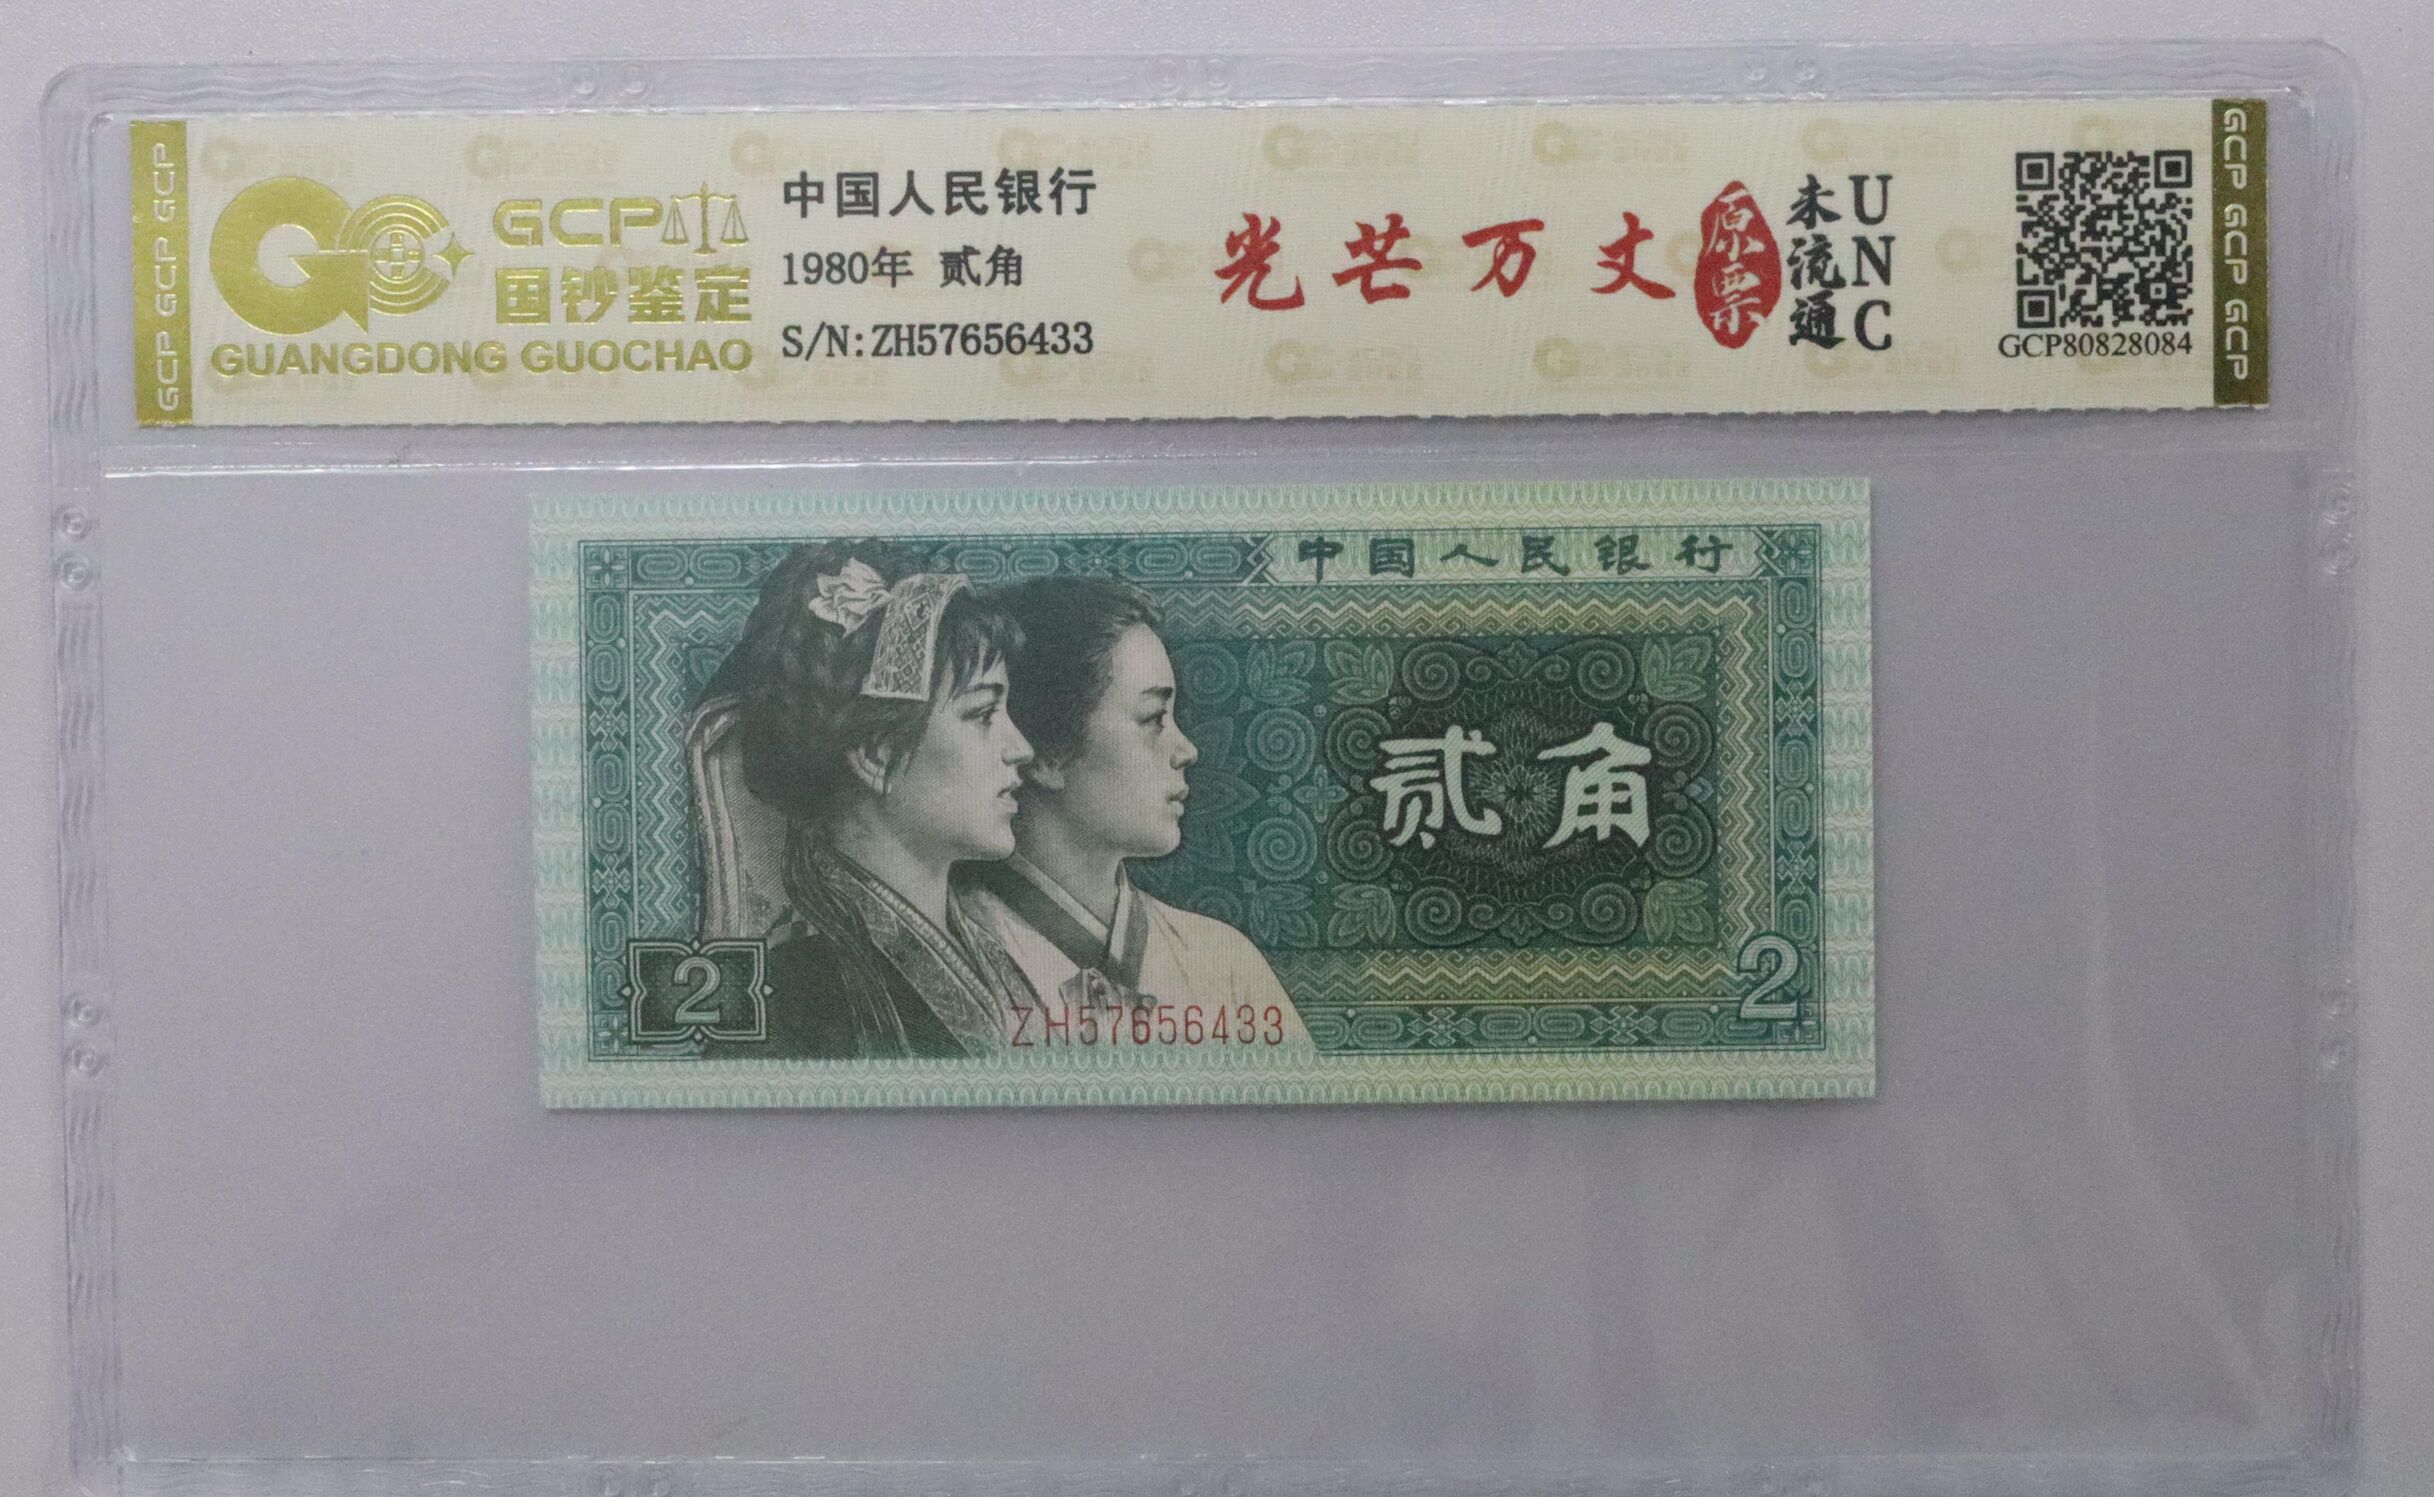 GCP GCP GCP
GCP
国钞鉴定
GUANGDONG GUOCHAO
中国人民银行
1980年 贰角
S/N:ZH57656433
光芒万丈
原票
未流通
UNC
GCP80828084
GCP GCP GCP
中国人民银行
贰角
2
2
ZH57656433